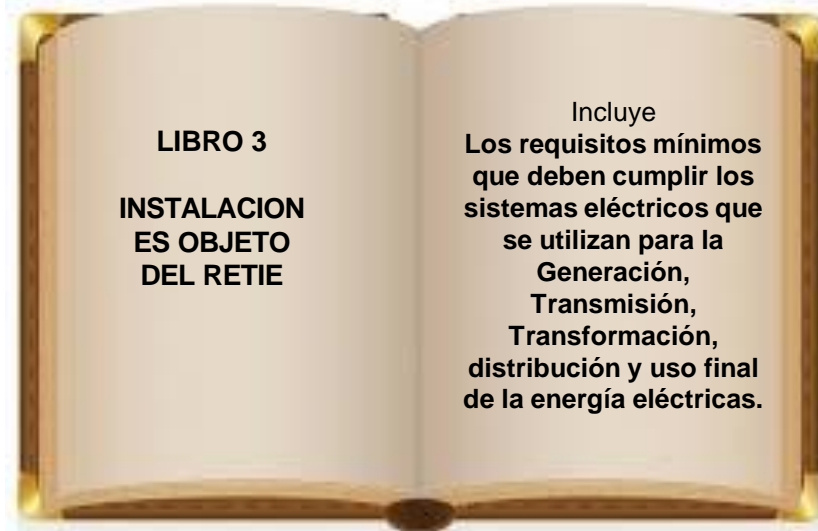 LIBRO 3
INSTALACION
ES OBJETO
DEL RETIE
Incluye
Los requisitos mínimos
que deben cumplir los
sistemas eléctricos que
se utilizan para la
Generación,
Transmisión,
Transformación,
distribución y uso final
de la energía eléctricas.